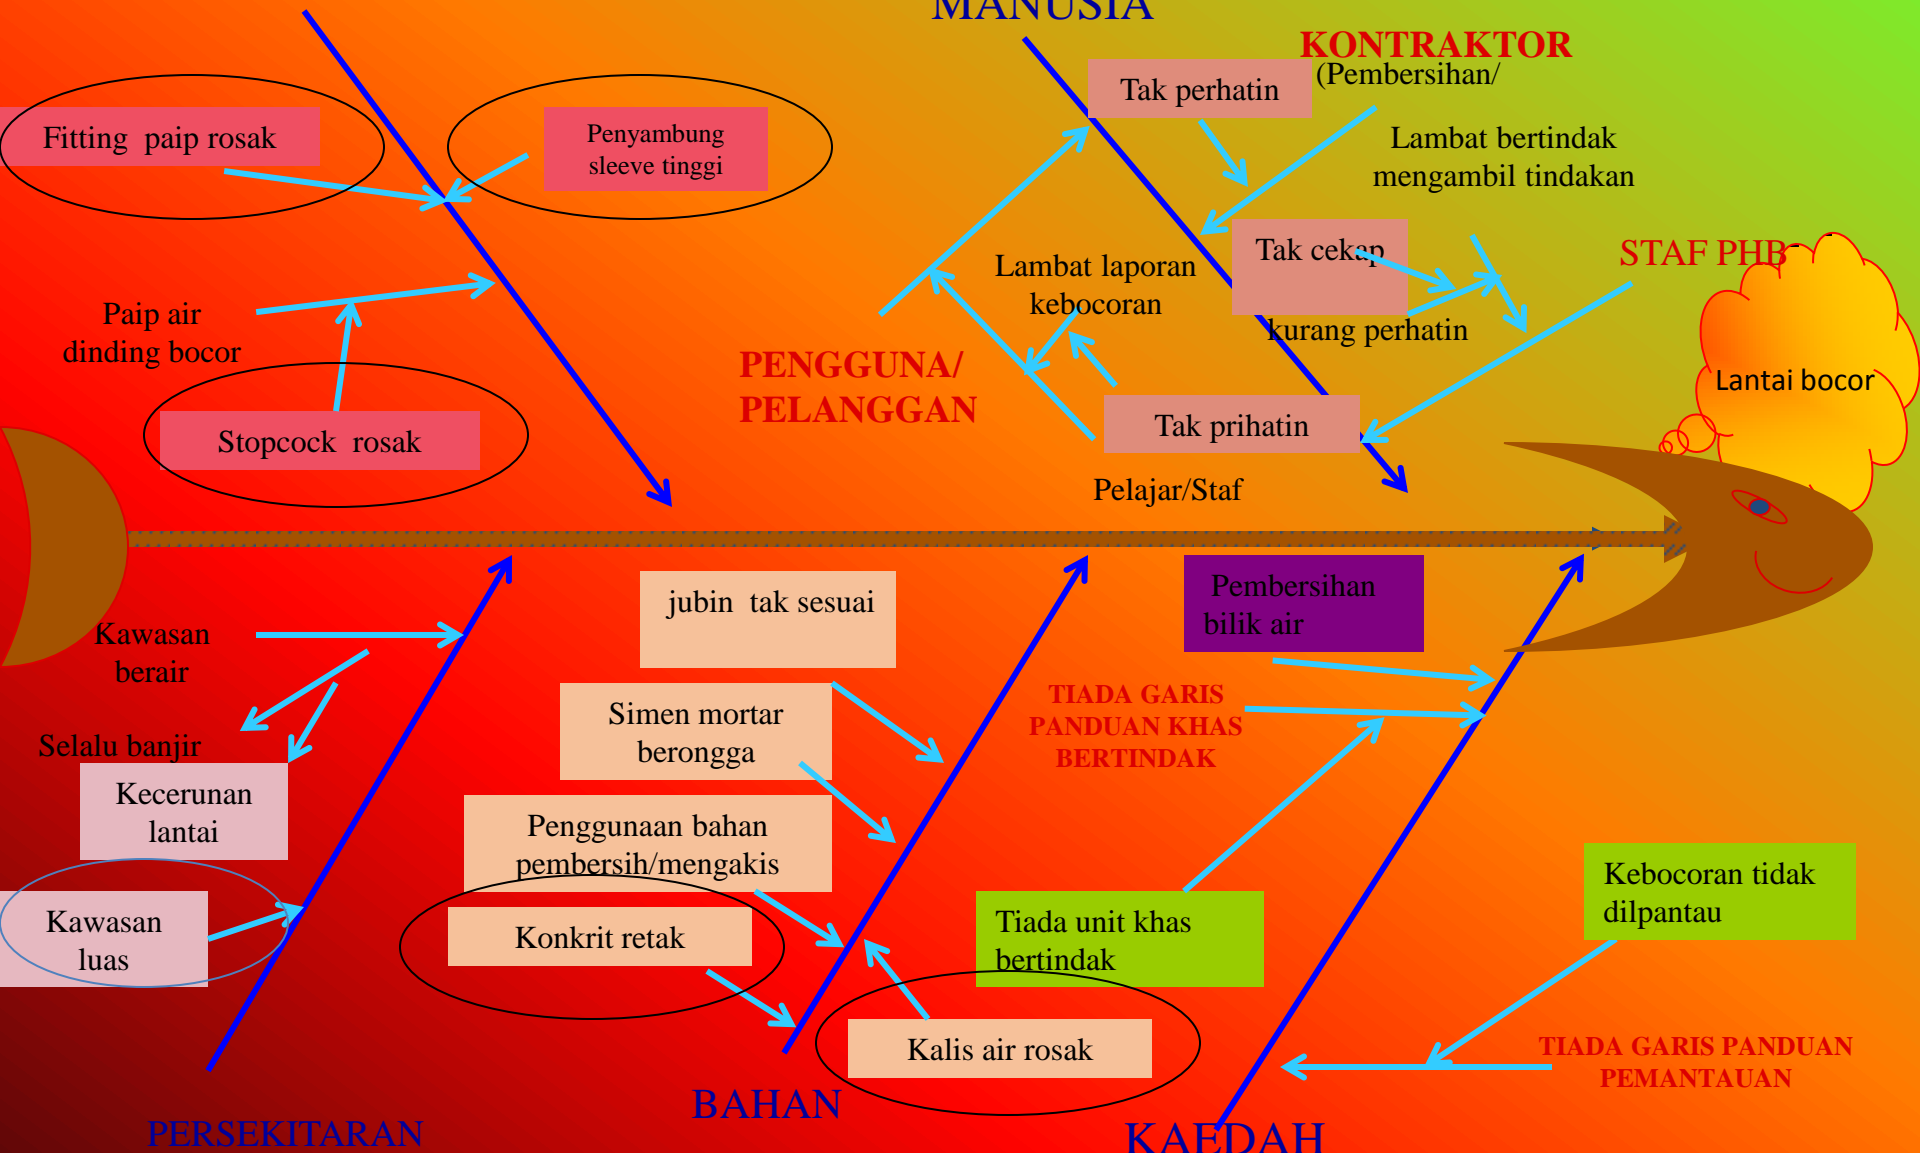 MANUSIA
KONTRAKTOR
(Pembersihan/
Tak perhatin
Fitting paip rosak
Penyambung
sleeve tinggi
Lambat bertindak
mengambil tindakan
Tak cekap
STAF PHB
Lambat laporan
kebocoran
kurang perhatin
Paip air
dinding bocor
PENGGUNA/
PELANGGAN
Lantai bocor
Stopcock rosak
Tak prihatin
Pelajar/Staf
Kawasan
berair
jubin tak sesuai
Pembersihan
bilik air
Simen mortar
berongga
TIADA GARIS
PANDUAN KHAS
BERTINDAK
Selalu banjir
Kecerunan
lantai
Penggunaan bahan
pembersih/mengakis
Kebocoran tidak
dilpantau
Kawasan
luas
Konkrit retak
Tiada unit khas
bertindak
Kalis air rosak
TIADA GARIS PANDUAN
PEMANTAUAN
BAHAN
PERSEKITARAN
KAEDAH